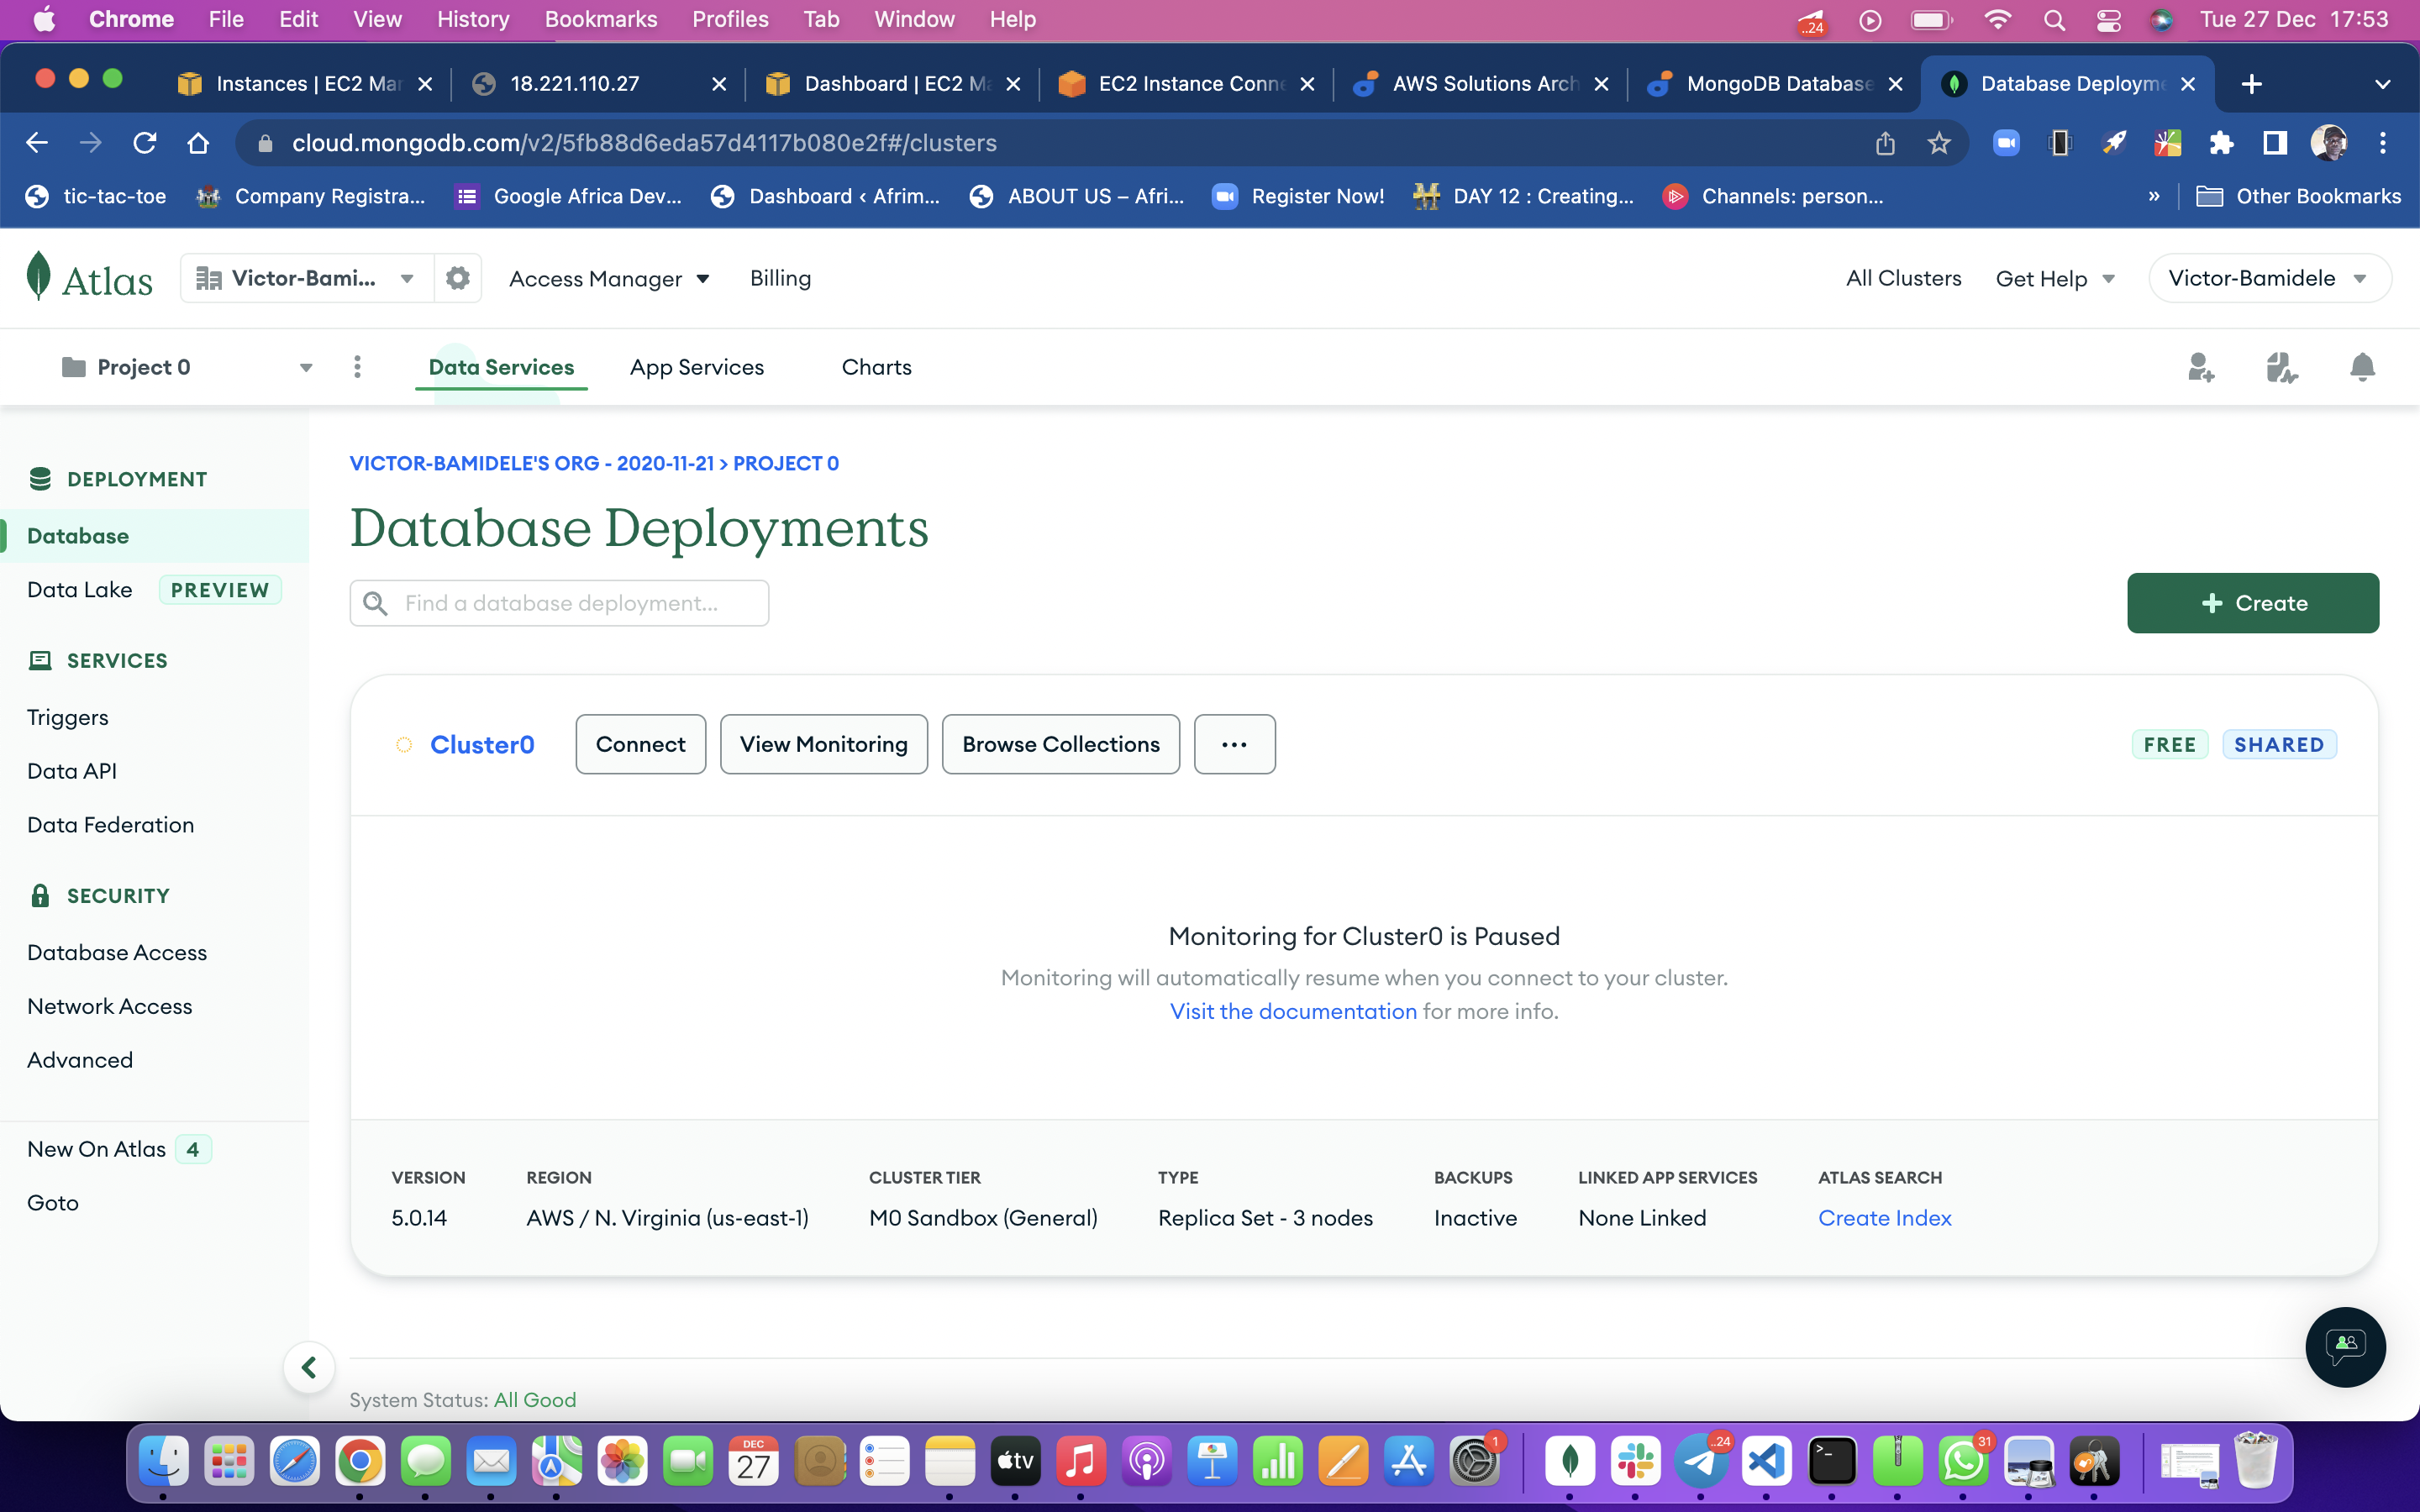 Chrome File Edit View History Bookmarks Profiles Tab Window Help ..24 Tue 27 Dec 17:53
Instances | EC2 Mar 18.221.110.27 Dashboard | EC2 Ma EC2 Instance Conne AWS Solutions Arch MongoDB Database Database Deployme
cloud.mongodb.com/v2/5fb88d6eda57d4117b080e2f#/clusters
tic-tac-toe Company Registra... Google Africa Dev... Dashboard ‹ Afrim... ABOUT US – Afri... Register Now! DAY 12 : Creating... Channels: person... » Other Bookmarks
Atlas Victor-Bami... Access Manager Billing All Clusters Get Help Victor-Bamidele
Project 0 Data Services App Services Charts
DEPLOYMENT
Database
Data Lake PREVIEW
SERVICES
Triggers
Data API
Data Federation
SECURITY
Database Access
Network Access
Advanced
New On Atlas 4
Goto
VICTOR-BAMIDELE'S ORG - 2020-11-21 > PROJECT 0
Database Deployments
Find a database deployment...
+ Create
Cluster0 Connect View Monitoring Browse Collections ... FREE SHARED
Monitoring for Cluster0 is Paused
Monitoring will automatically resume when you connect to your cluster.
Visit the documentation for more info.
VERSION REGION CLUSTER TIER TYPE BACKUPS LINKED APP SERVICES ATLAS SEARCH
5.0.14 AWS / N. Virginia (us-east-1) M0 Sandbox (General) Replica Set - 3 nodes Inactive None Linked Create Index
System Status: All Good
DEC
27
tv
1
..24
31